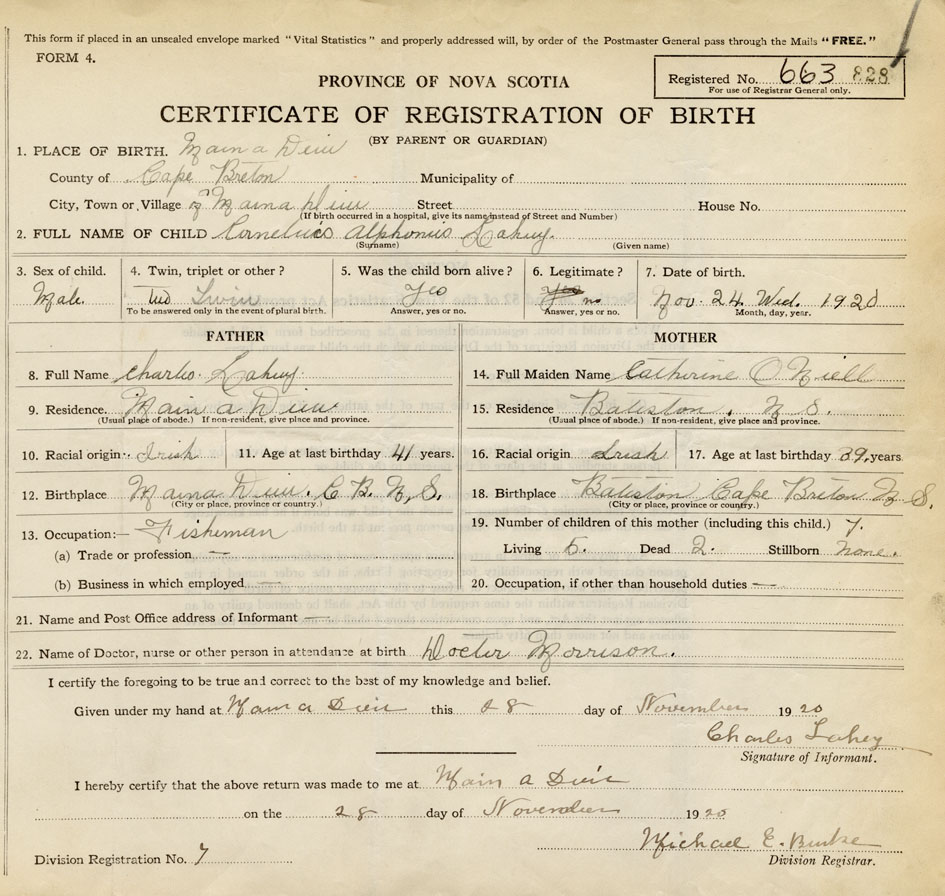 This form if placed in an unsealed envelope marked "Vital Statistics" and properly addressed will, by order of the Postmaster General pass through the Mails "FREE."
FORM 4.
Registered No. 663 828
For use of Registrar General only.
PROVINCE OF NOVA SCOTIA
CERTIFICATE OF REGISTRATION OF BIRTH
(BY PARENT OR GUARDIAN)
1. PLACE OF BIRTH. Main a Dieu
County of Cape Breton Municipality of
City, Town or Village of Main a Dieu Street House No.
(If birth occurred in a hospital, give its name instead of Street and Number)
2. FULL NAME OF CHILD Cornelius Alphonius Lahey.
(Surname) (Given name)
3. Sex of child. 4. Twin, triplet or other? 5. Was the child born alive? 6. Legitimate? 7. Date of birth.
Male. Twin Yes Yes no Nov. 24 Wed. 1920
To be answered only in the event of plural birth. Answer, yes or no. Answer, yes or no. Month, day, year.
FATHER MOTHER
8. Full Name Charles Lahey. 14. Full Maiden Name Catherine O Niell
9. Residence. Main a Dieu 15. Residence Bateston. N S.
(Usual place of abode.) If non-resident, give place and province. (Usual place of abode.) If non-resident, give place and province.
10. Racial origin Irish 11. Age at last birthday 41 years. 16. Racial origin Irish 17. Age at last birthday 39, years.
12. Birthplace Main a Dieu. C B. N. S. 18. Birthplace Bateston Cape Breton N S.
(City or place, province or country.) (City or place, province or country.)
13. Occupation:— Fisherman 19. Number of children of this mother (including this child.) 7.
(a) Trade or profession. — Living 5. Dead 2. Stillborn none.
(b) Business in which employed — 20. Occupation, if other than household duties —
21. Name and Post Office address of Informant —
22. Name of Doctor, nurse or other person in attendance at birth Docter Morrison.
I certify the foregoing to be true and correct to the best of my knowledge and belief.
Given under my hand at Main a Dieu this 28 day of November 1920
Charles Lahey
Signature of Informant.
I hereby certify that the above return was made to me at Main a Dieu
on the 28 day of November 1920
Michael E. Burke
Division Registrar.
Division Registration No. 7